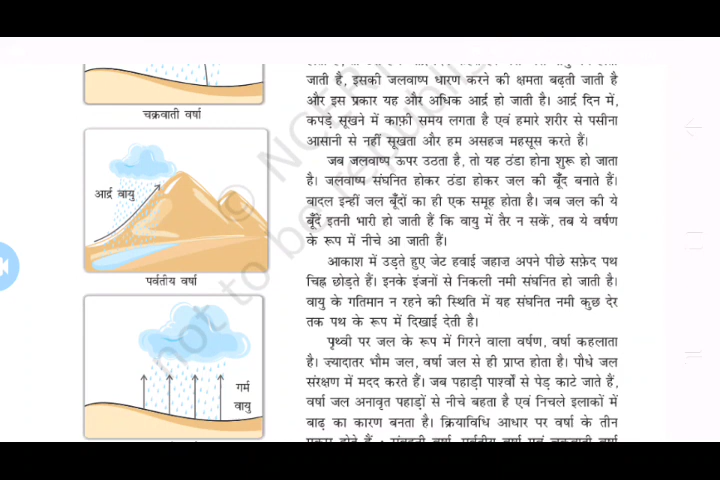 चक्रवाती वर्षा
आर्द्र वायु
पर्वतीय वर्षा
गर्म
वायु
जाती है, इसकी जलवाष्प धारण करने की क्षमता बढ़ती जाती है
और इस प्रकार यह और अधिक आर्द्र हो जाती है। आर्द्र दिन में,
कपड़े सूखने में काफ़ी समय लगता है एवं हमारे शरीर से पसीना
आसानी से नहीं सूखता और हम असहज महसूस करते हैं।
जब जलवाष्प ऊपर उठता है, तो यह ठंडा होना शुरू हो जाता
है। जलवाष्प संघनित होकर ठंडा होकर जल की बूँद बनाते हैं।
बादल इन्हीं जल बूँदों का ही एक समूह होता है। जब जल की ये
बूँदें इतनी भारी हो जाती हैं कि वायु में तैर न सकें, तब ये वर्षण
के रूप में नीचे आ जाती हैं।
आकाश में उड़ते हुए जेट हवाई जहाज़ अपने पीछे सफ़ेद पथ
चिह्न छोड़ते हैं। इनके इंजनों से निकली नमी संघनित हो जाती है।
वायु के गतिमान न रहने की स्थिति में यह संघनित नमी कुछ देर
तक पथ के रूप में दिखाई देती है।
पृथ्वी पर जल के रूप में गिरने वाला वर्षण, वर्षा कहलाता
है। ज़्यादातर भौम जल, वर्षा जल से ही प्राप्त होता है। पौधे जल
संरक्षण में मदद करते हैं। जब पहाड़ी पार्श्वों से पेड़ काटे जाते हैं,
वर्षा जल अनावृत पहाड़ों से नीचे बहता है एवं निचले इलाकों में
बाढ़ का कारण बनता है। क्रियाविधि आधार पर वर्षा के तीन
© NCERT
not to be republished